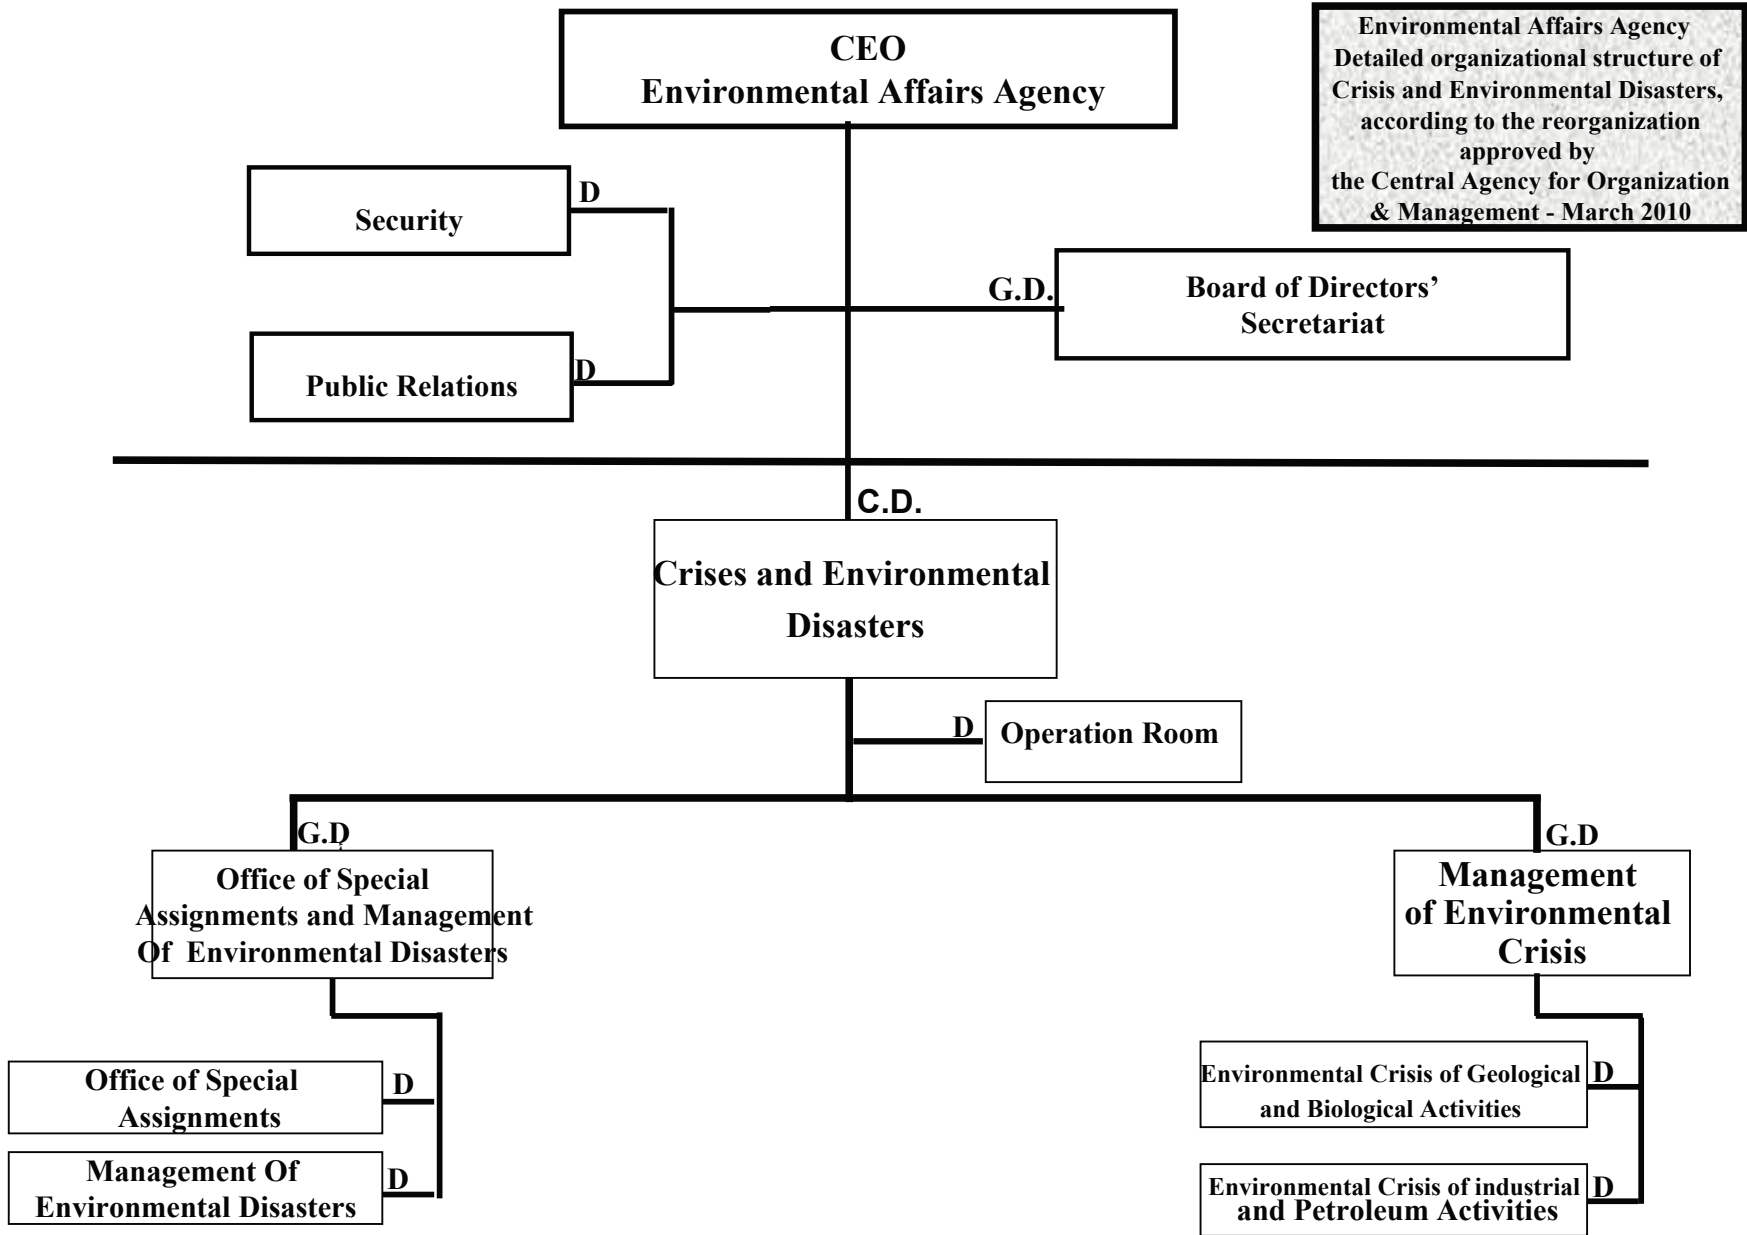 CEO
Environmental Affairs Agency
Environmental Affairs Agency
Detailed organizational structure of
Crisis and Environmental Disasters,
according to the reorganization
approved by
the Central Agency for Organization
& Management - March 2010
D
Security
G.D.
Board of Directors’
Secretariat
D
Public Relations
C.D.
Crises and Environmental
Disasters
D
Operation Room
G.D
Office of Special
Assignments and Management
Of Environmental Disasters
G.D
Management
of Environmental
Crisis
Office of Special
Assignments
D
Management Of
Environmental Disasters
D
Environmental Crisis of Geological
and Biological Activities
D
Environmental Crisis of industrial
and Petroleum Activities
D